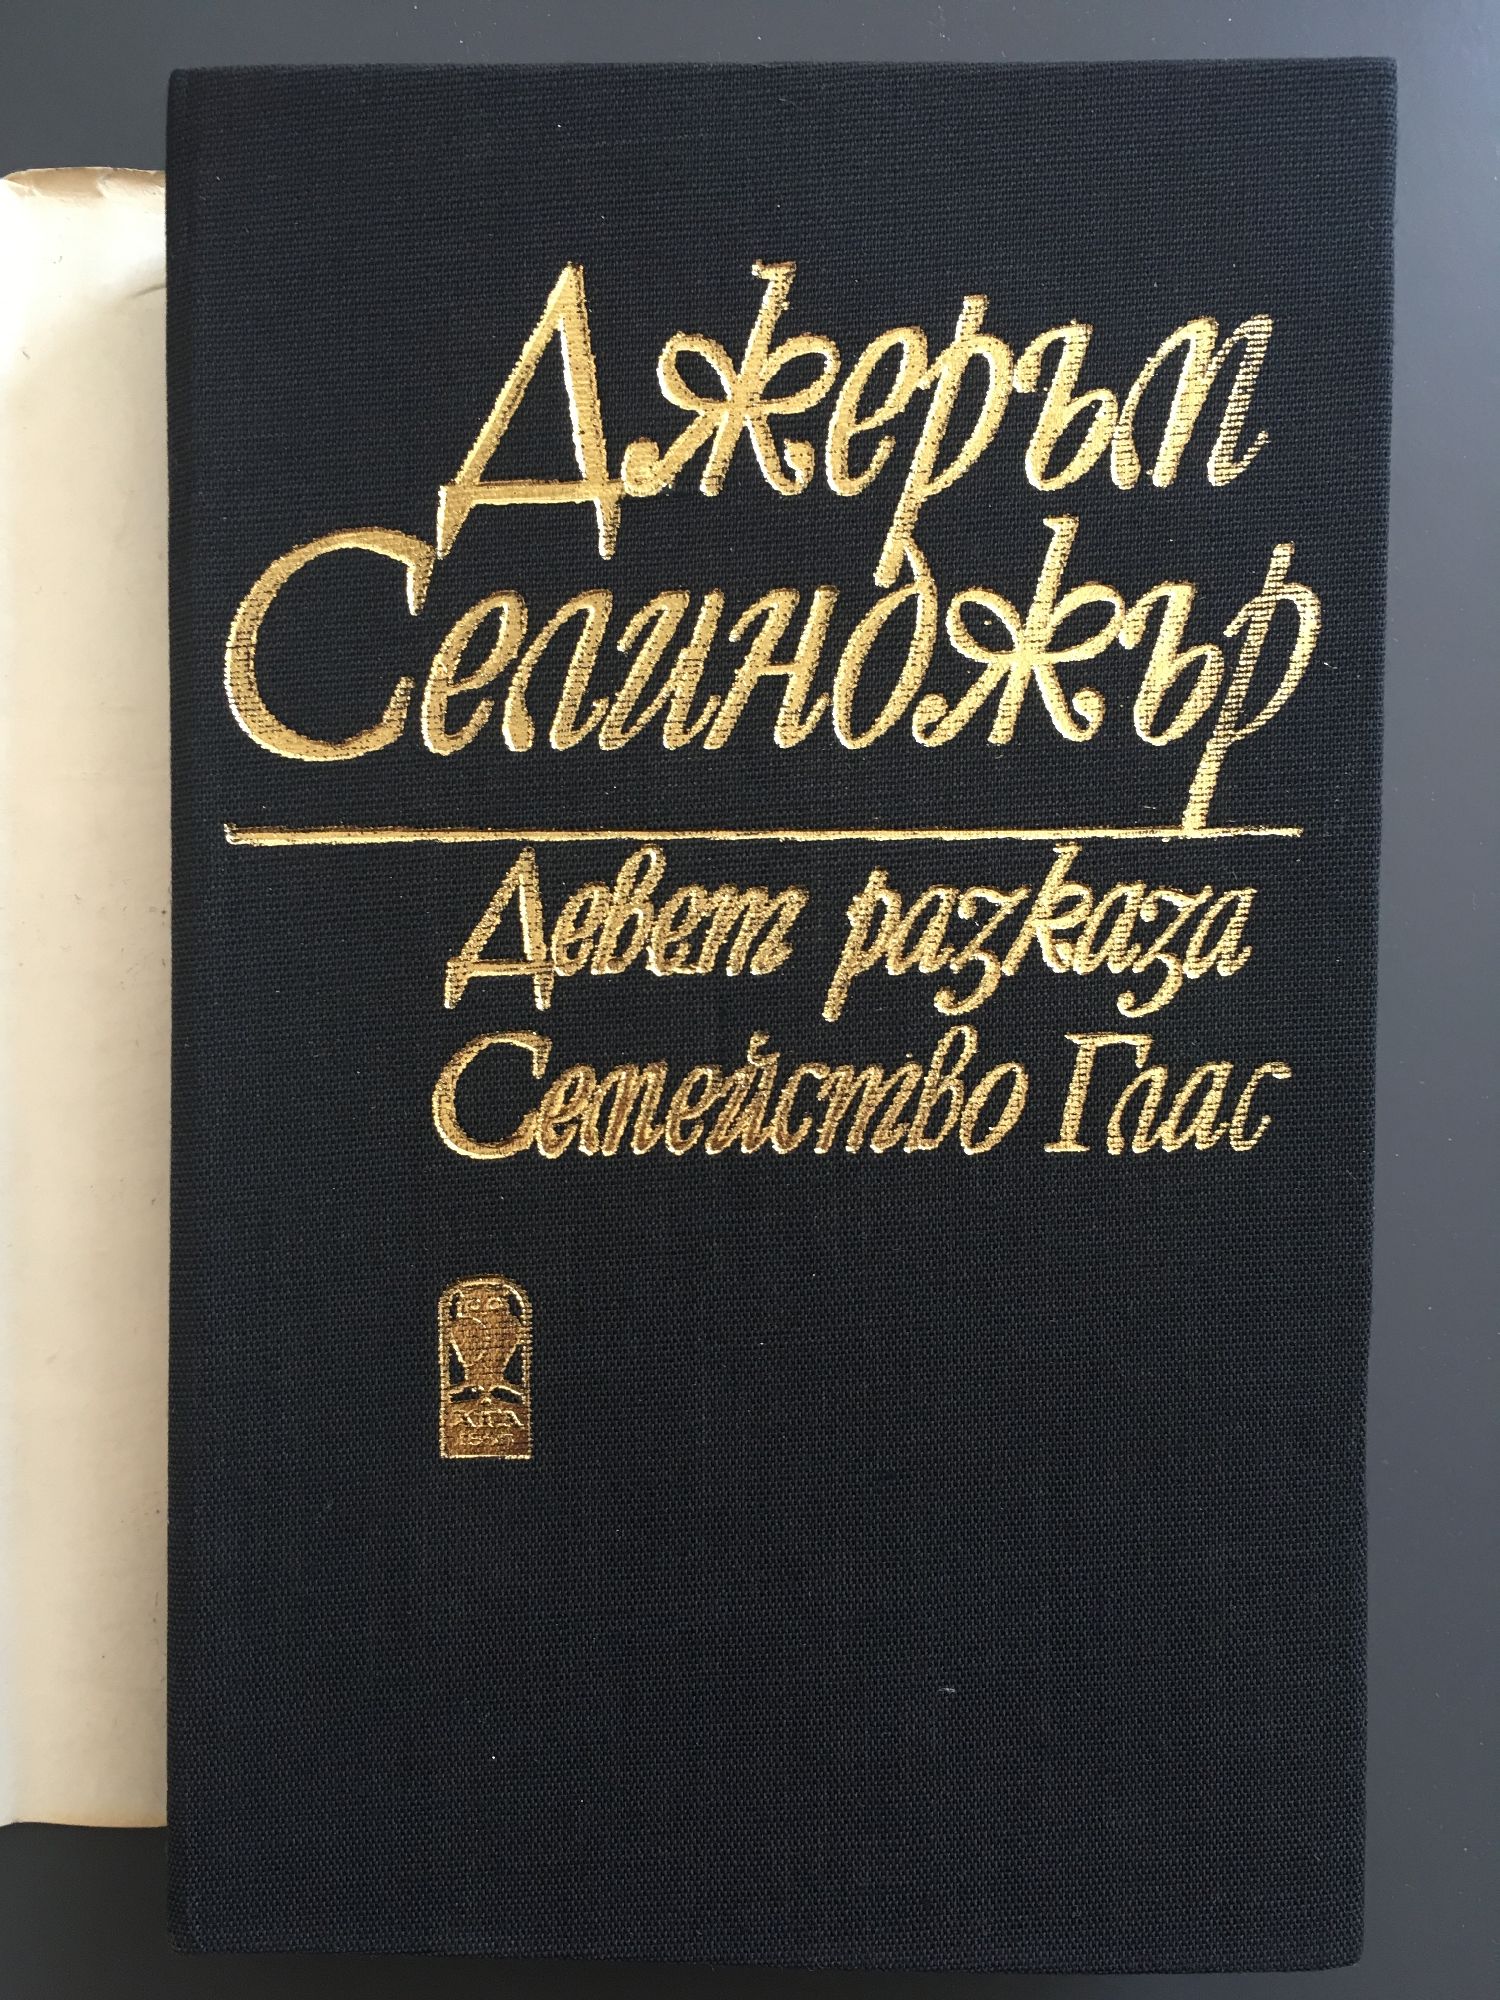 Джеръм
Селинджър
Девет разказа
Семейство Глас